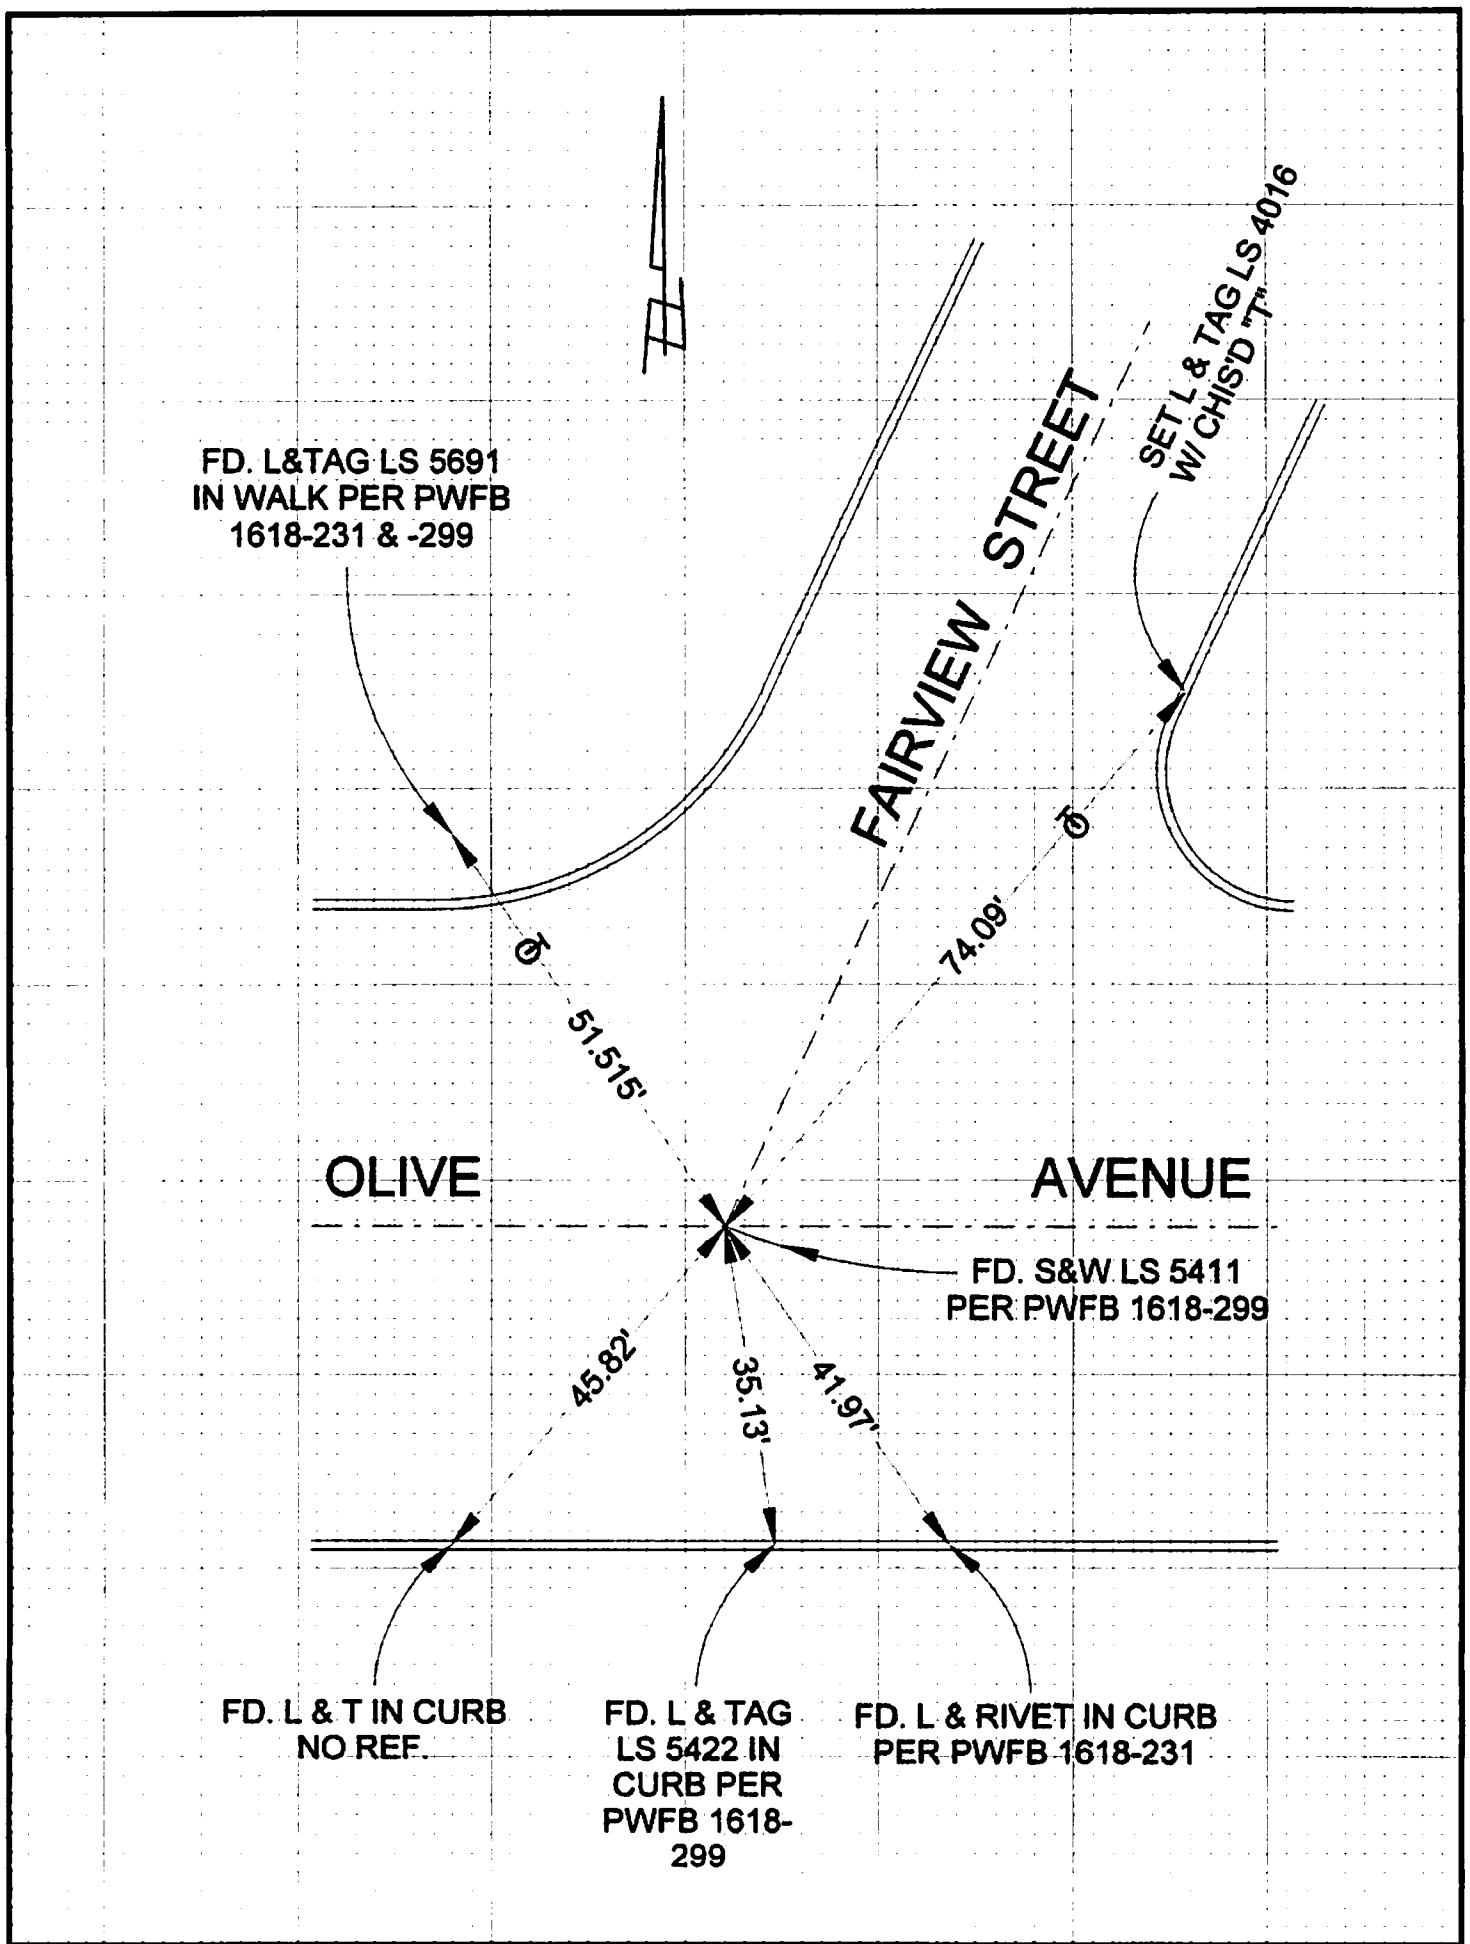 SET L & TAG LS 4016
W/ CHIS'D "T"
FD. L&TAG LS 5691
IN WALK PER PWFB
1618-231 & -299
FAIRVIEW STREET
74.09'
51.515'
OLIVE AVENUE
FD. S&W LS 5411
PER PWFB 1618-299
45.82'
35.13'
41.97'
FD. L & T IN CURB
NO REF.
FD. L & TAG
LS 5422 IN
CURB PER
PWFB 1618-
299
FD. L & RIVET IN CURB
PER PWFB 1618-231